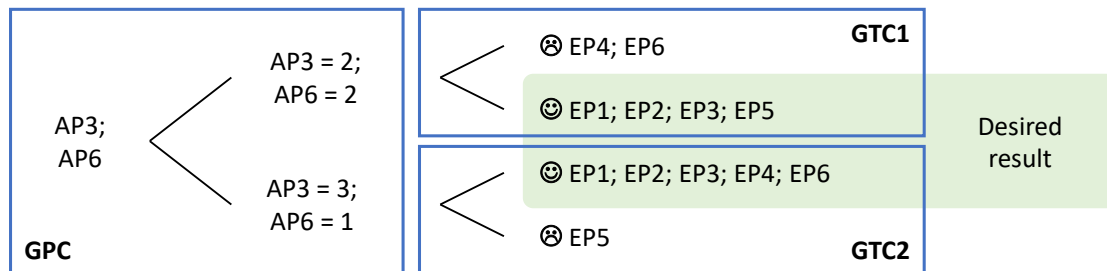 AP3;
AP6
AP3 = 2;
AP6 = 2
AP3 = 3;
AP6 = 1
GPC
☹ EP4; EP6
GTC1
☺ EP1; EP2; EP3; EP5
☺ EP1; EP2; EP3; EP4; EP6
☹ EP5
GTC2
Desired
result